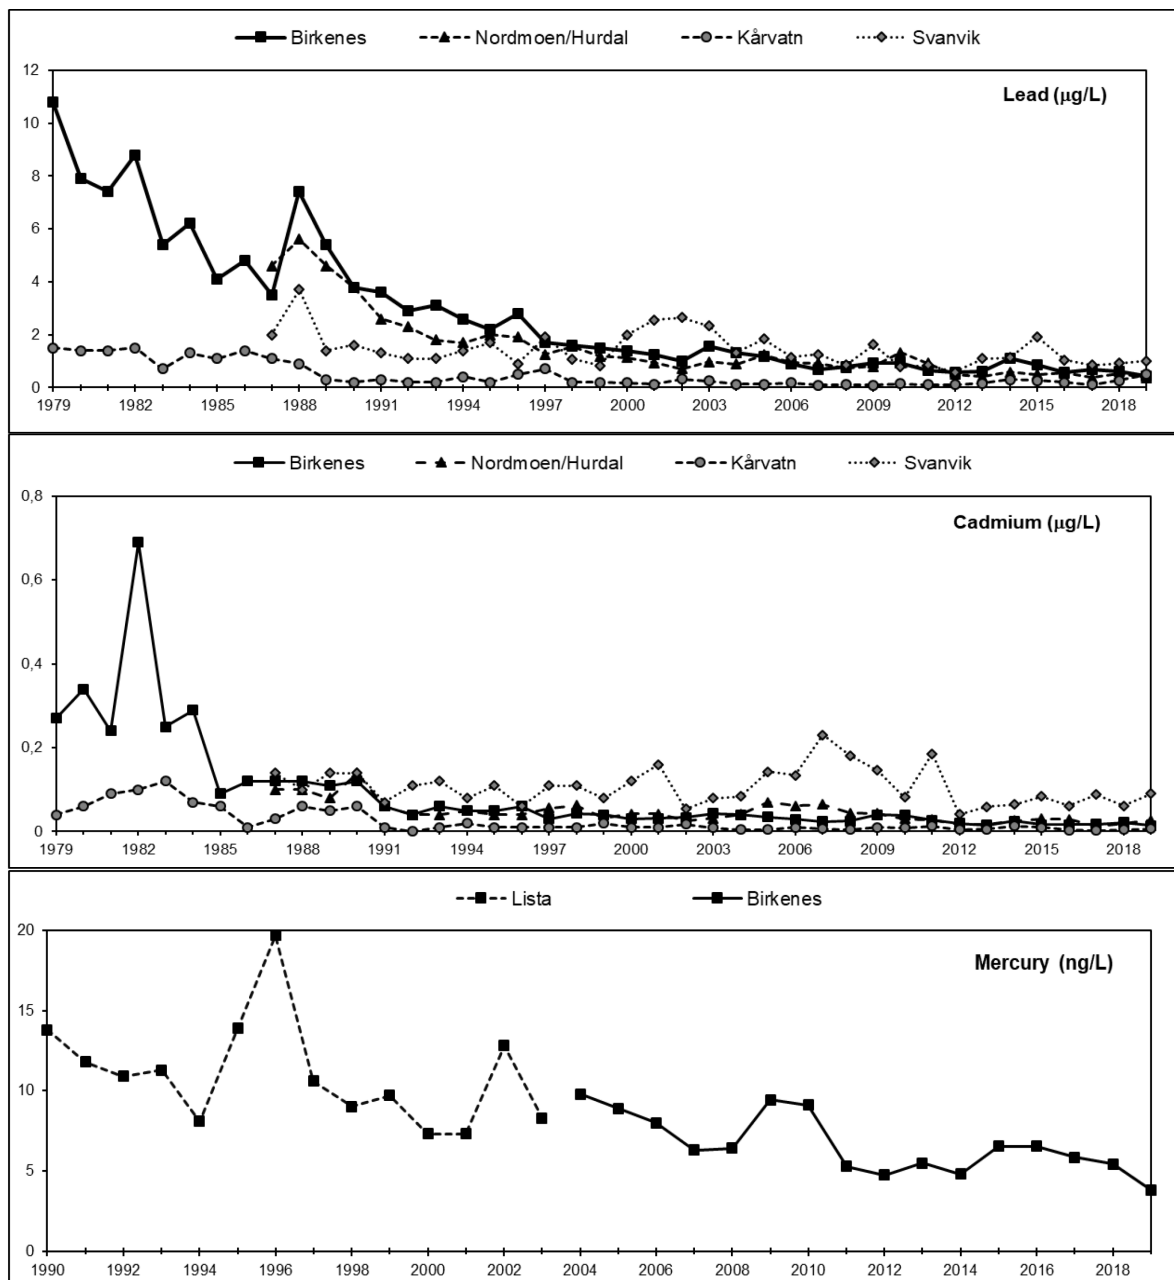 Birkenes Nordmoen/Hurdal Kårvatn Svanvik
Lead (µg/L)
12
10
8
6
4
2
0
1979 1982 1985 1988 1991 1994 1997 2000 2003 2006 2009 2012 2015 2018
Birkenes Nordmoen/Hurdal Kårvatn Svanvik
Cadmium (µg/L)
0,8
0,6
0,4
0,2
0
1979 1982 1985 1988 1991 1994 1997 2000 2003 2006 2009 2012 2015 2018
Lista Birkenes
Mercury (ng/L)
20
15
10
5
0
1990 1992 1994 1996 1998 2000 2002 2004 2006 2008 2010 2012 2014 2016 2018